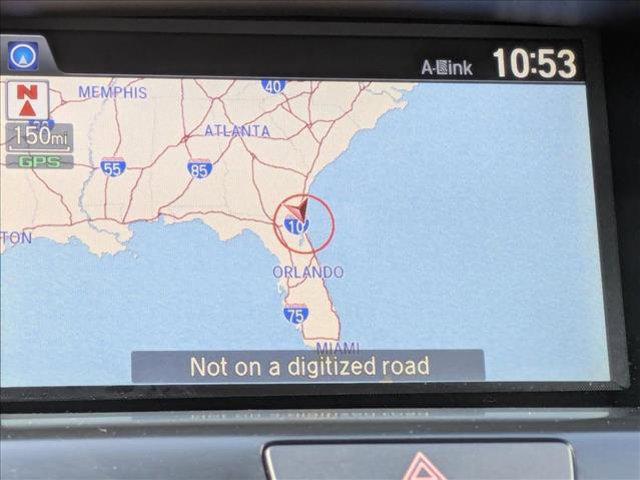 A-Link 10:53
N
MEMPHIS
40
150mi
ATLANTA
GPS
55
85
TON
10
ORLANDO
75
MIAMI
Not on a digitized road